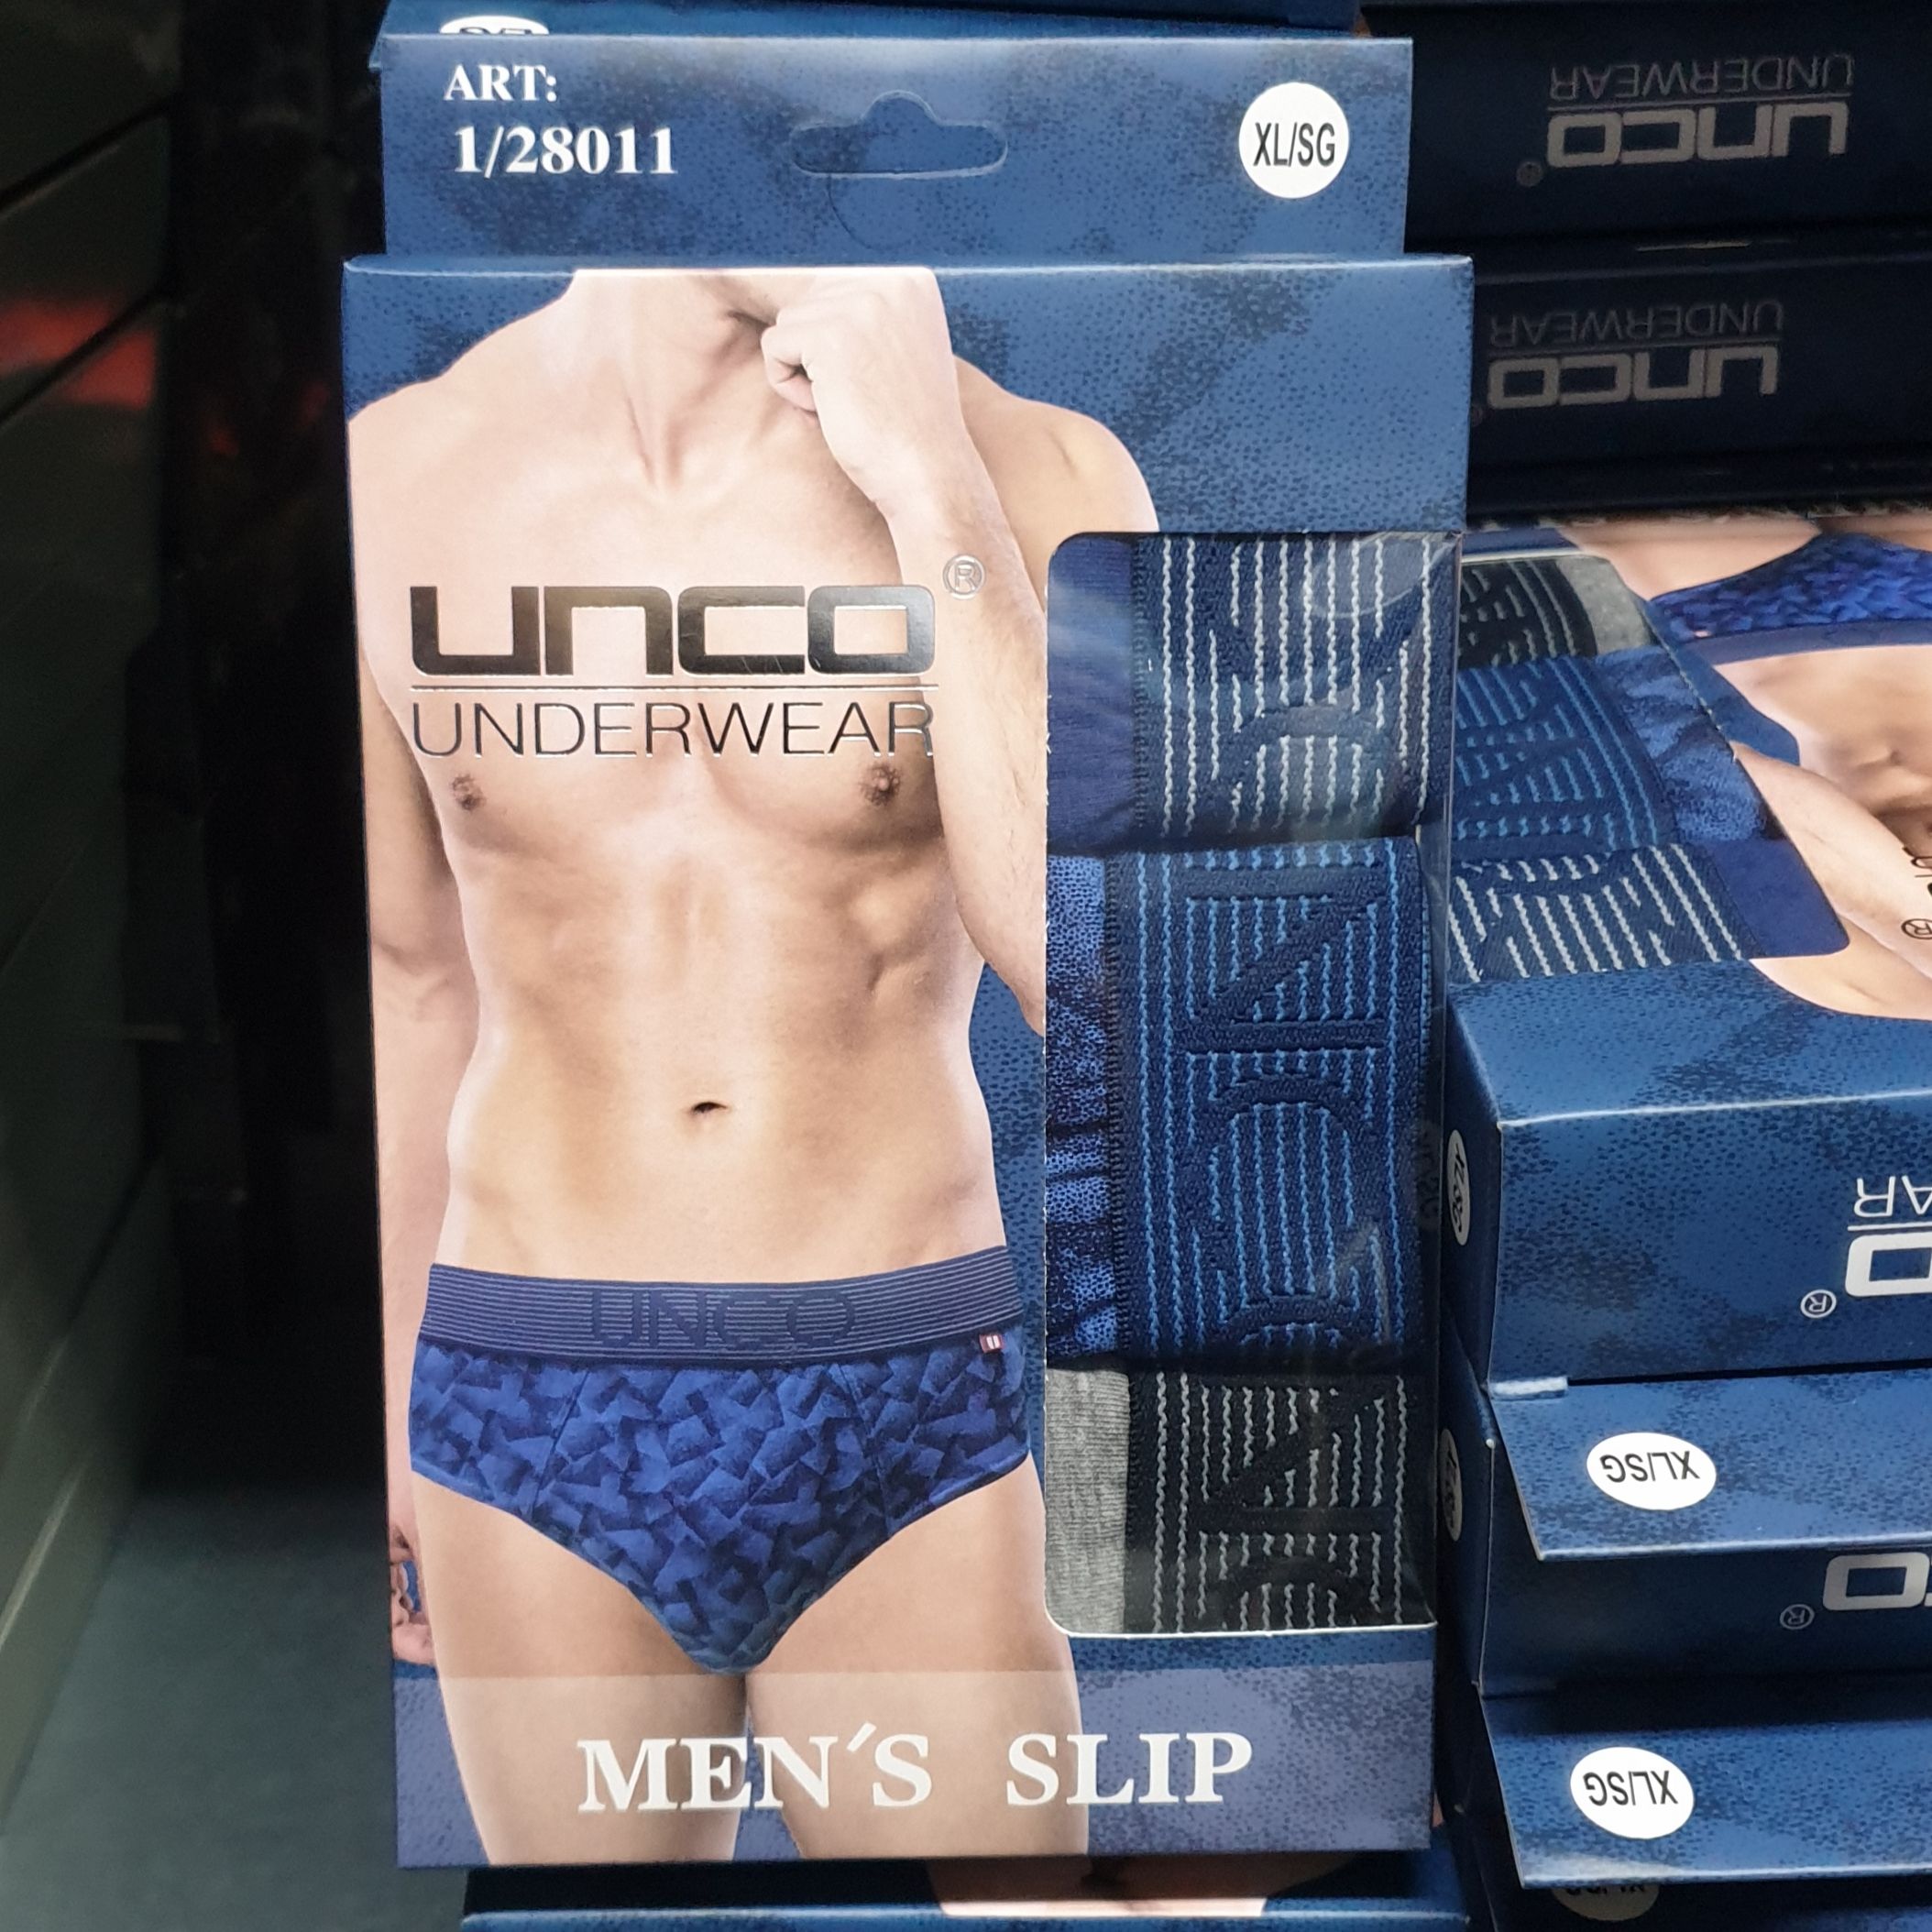 ART:
1/28011
XL/SG
unco®
UNDERWEAR
UNCO
MEN´S SLIP
UNDERWEAR
unco®
UNDERWEAR
unco
XL/SG
XL/SG